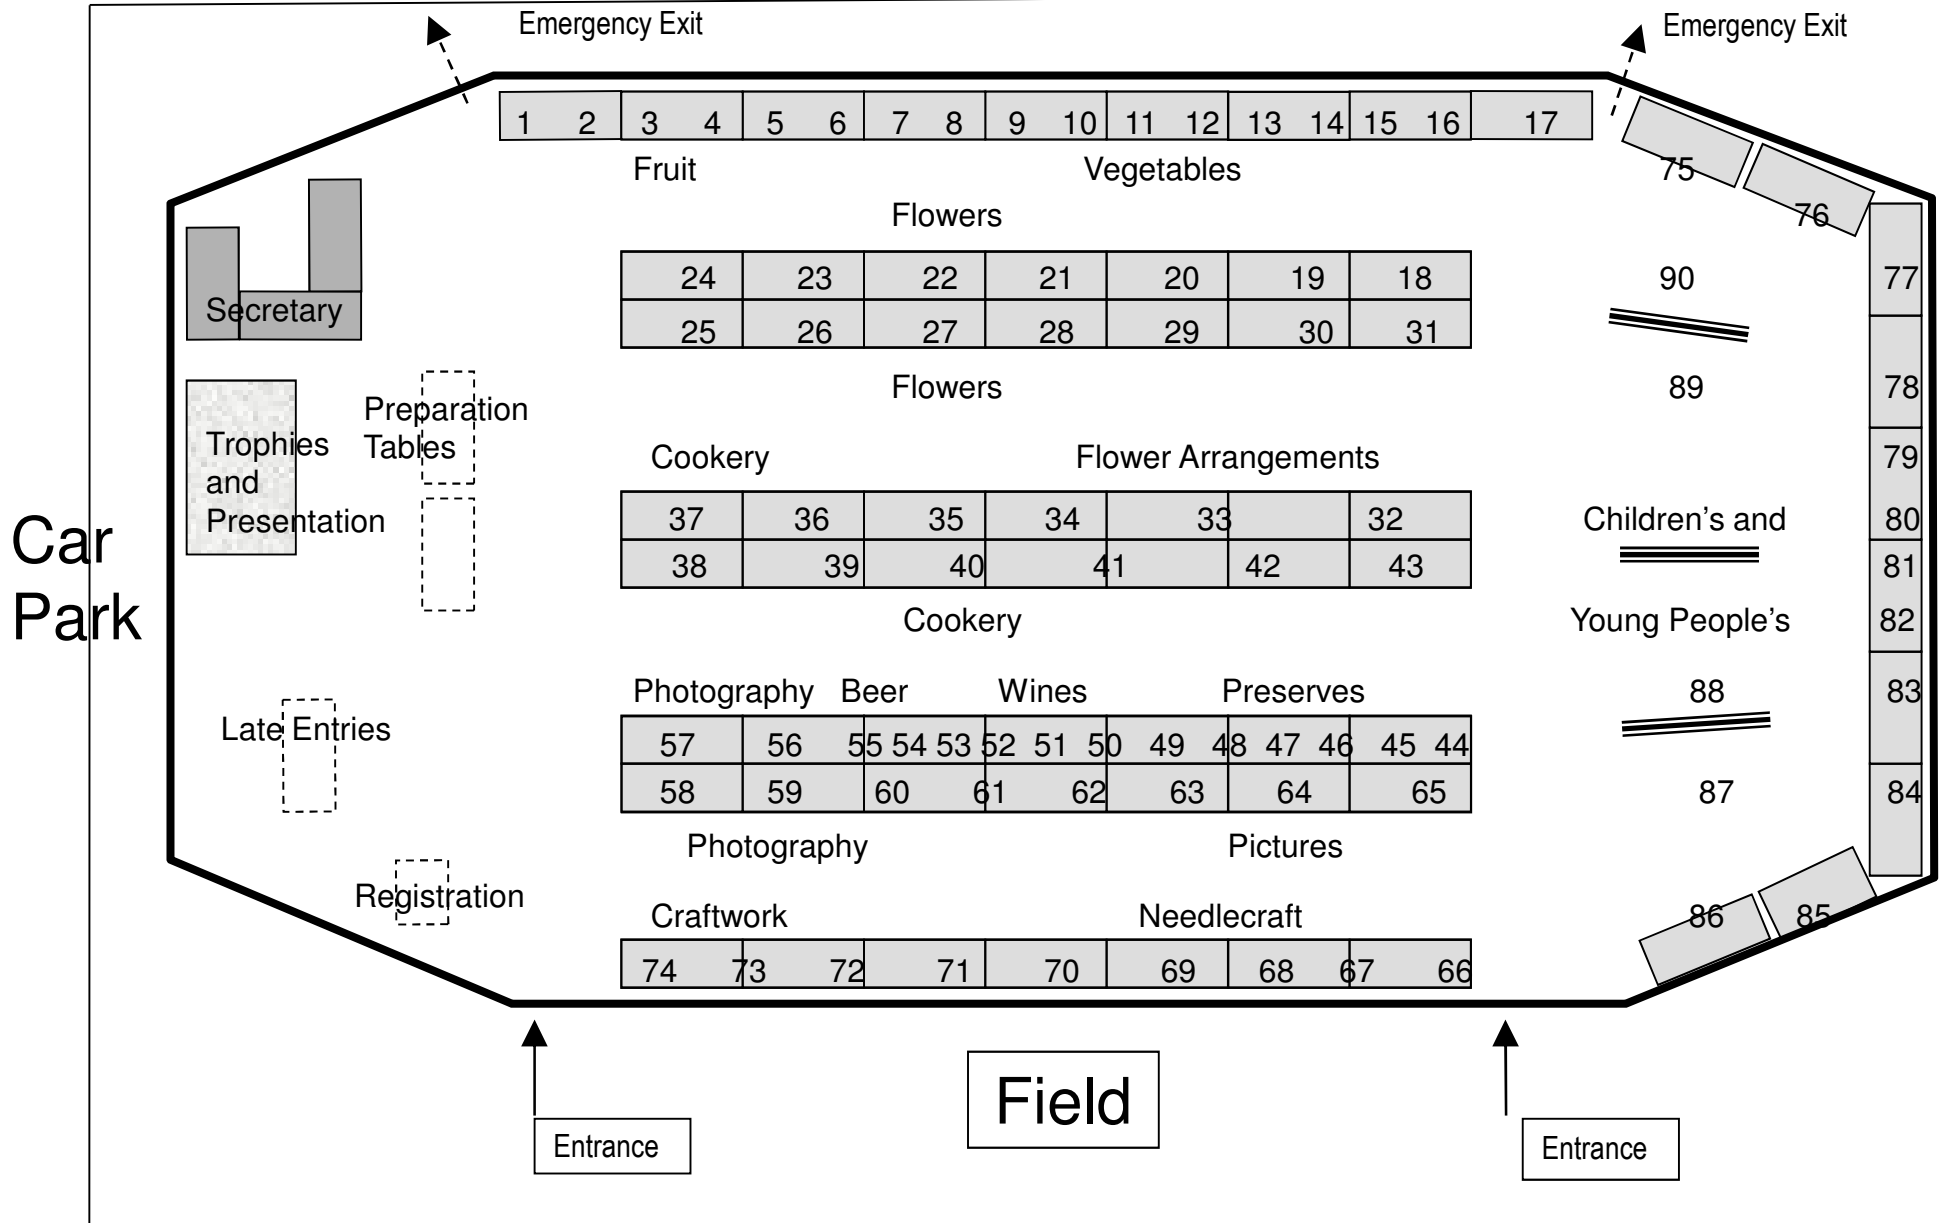 Emergency Exit
Emergency Exit
1 2 3 4 5 6 7 8 9 10 11 12 13 14 15 16 17
Fruit
Vegetables
75
Flowers
76
24 23 22 21 20 19 18
90
77
Secretary
25 26 27 28 29 30 31
Flowers
89
78
Preparation
Tables
Trophies
and
Presentation
Cookery
Flower Arrangements
79
Car
Park
37 36 35 34 33 32
Children's and
80
38 39 40 41 42 43
81
Cookery
Young People's
82
Photography Beer Wines Preserves
88
83
Late Entries
57 56 55 54 53 52 51 50 49 48 47 46 45 44
58 59 60 61 62 63 64 65
87
84
Photography
Pictures
Registration
Craftwork
Needlecraft
86
85
74 73 72 71 70 69 68 67 66
Field
Entrance
Entrance